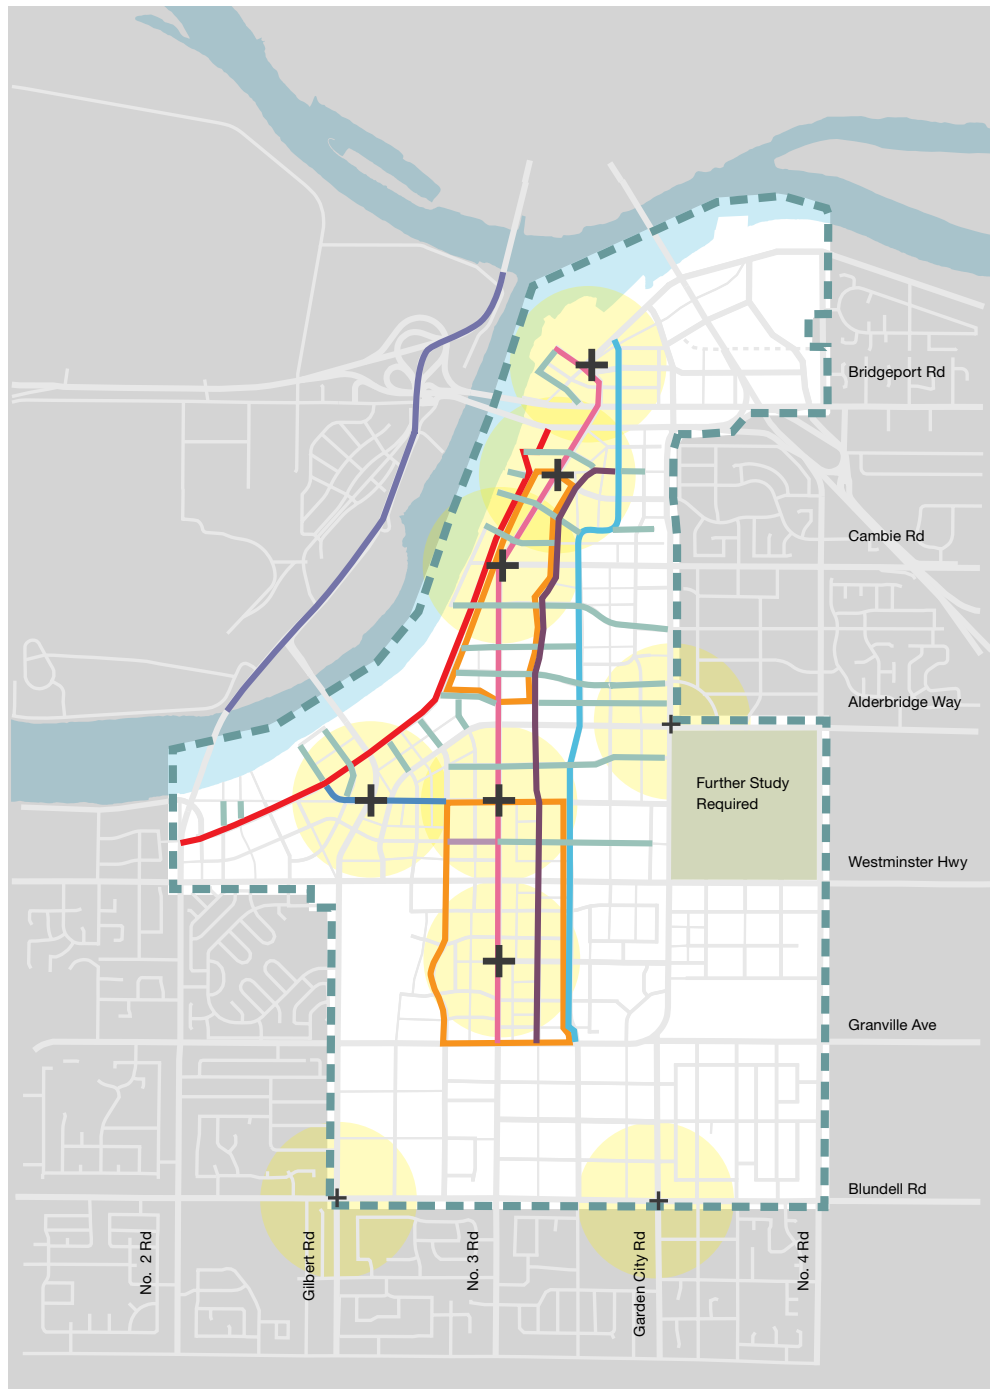 Bridgeport Rd
Cambie Rd
Alderbridge Way
Further Study
Required
Westminster Hwy
Granville Ave
Blundell Rd
No. 2 Rd
Gilbert Rd
No. 3 Rd
Garden City Rd
No. 4 Rd